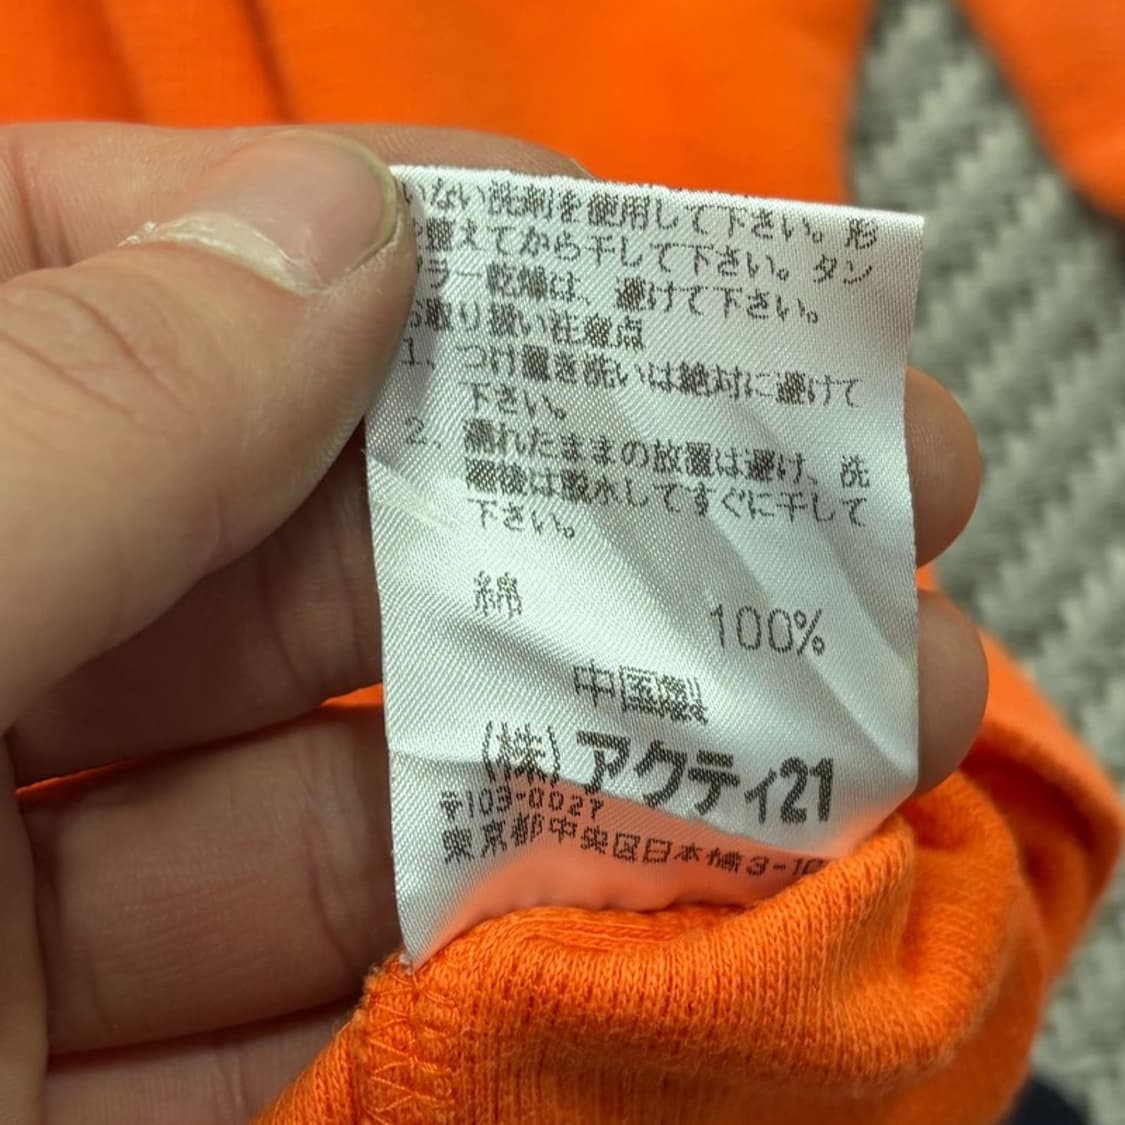 いない洗剤を使用して下さい。形
を整えてから干して下さい。タン
ラー乾燥は、避けて下さい。
お取り扱い注意点
1、つけ置き洗いは絶対に避けて
下さい。
2、濡れたままの放置は避け、洗
濯後は脱水してすぐに干して
下さい。
綿 100%
中国製
(株)アクティ21
〒103-0027
東京都中央区日本橋3-10